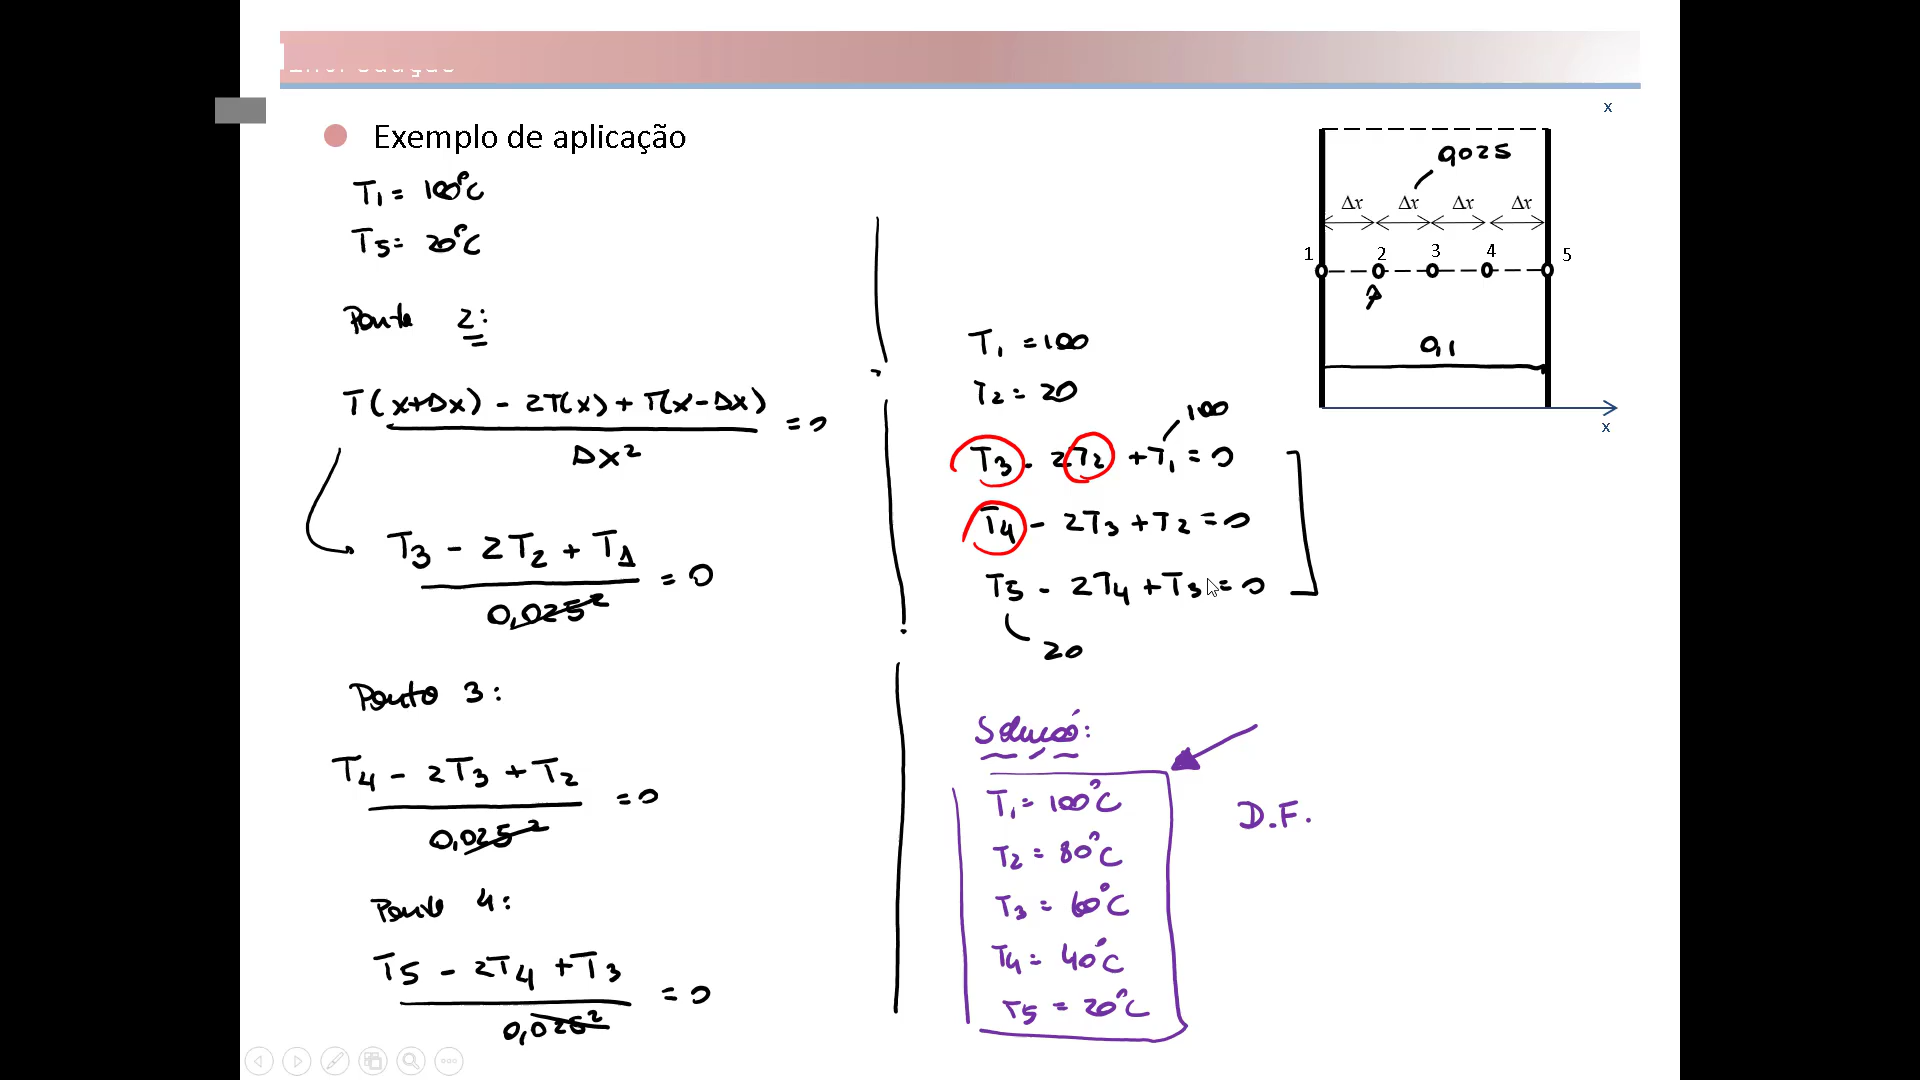 Exemplo de aplicação
T1 = 100°C
T5 = 20°C
Ponto 2:
T(x+Δx) - 2T(x) + T(x-Δx)
= 0
Δx²
T3 - 2T2 + T1
= 0
0,025²
Ponto 3:
T4 - 2T3 + T2
= 0
0,025²
Ponto 4:
T5 - 2T4 + T3
= 0
0,025²
T1 = 100
T2 = 20
100
T3 - 2T2 + T1 = 0
T4 - 2T3 + T2 = 0
T5 - 2T4 + T3 = 0
20
Solução:
T1 = 100°C
T2 = 80°C
T3 = 60°C
T4 = 40°C
T5 = 20°C
D.F.
x
0,025
Δx Δx Δx Δx
1 2 3 4 5
0,1
x